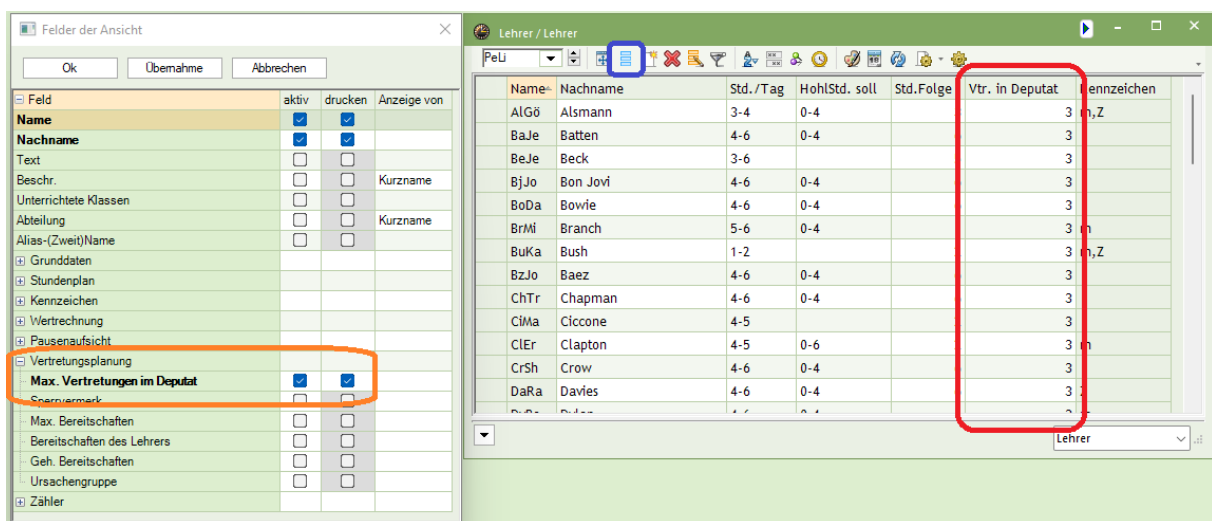 Felder der Ansicht
Ok Übernahme Abbrechen
Feld aktiv drucken Anzeige von
Name
Nachname
Text
Beschr. Kurzname
Unterrichtete Klassen
Abteilung Kurzname
Alias-(Zweit)Name
Grunddaten
Stundenplan
Kennzeichen
Wertrechnung
Pausenaufsicht
Vertretungsplanung
Max. Vertretungen im Deputat
Sperrvermerk
Max. Bereitschaften
Bereitschaften des Lehrers
Geh. Bereitschaften
Ursachengruppe
Zähler
Lehrer / Lehrer
PeLi
Name Nachname Std./Tag HohlStd. soll Std.Folge Vtr. in Deputat Kennzeichen
AlGö Alsmann 3-4 0-4 3 m,Z
BaJe Batten 4-6 0-4 3
BeJe Beck 3-6 3
BjJo Bon Jovi 4-6 0-4 3
BoDa Bowie 4-6 0-4 3
BrMi Branch 5-6 0-4 3 m
BuKa Bush 1-2 3 m,Z
BzJo Baez 4-6 0-4 3
ChTr Chapman 4-6 0-4 3
CiMa Ciccone 4-5 3
ClEr Clapton 4-5 0-6 3 m
CrSh Crow 4-6 0-4 3
DaRa Davies 4-6 0-4 3
Lehrer